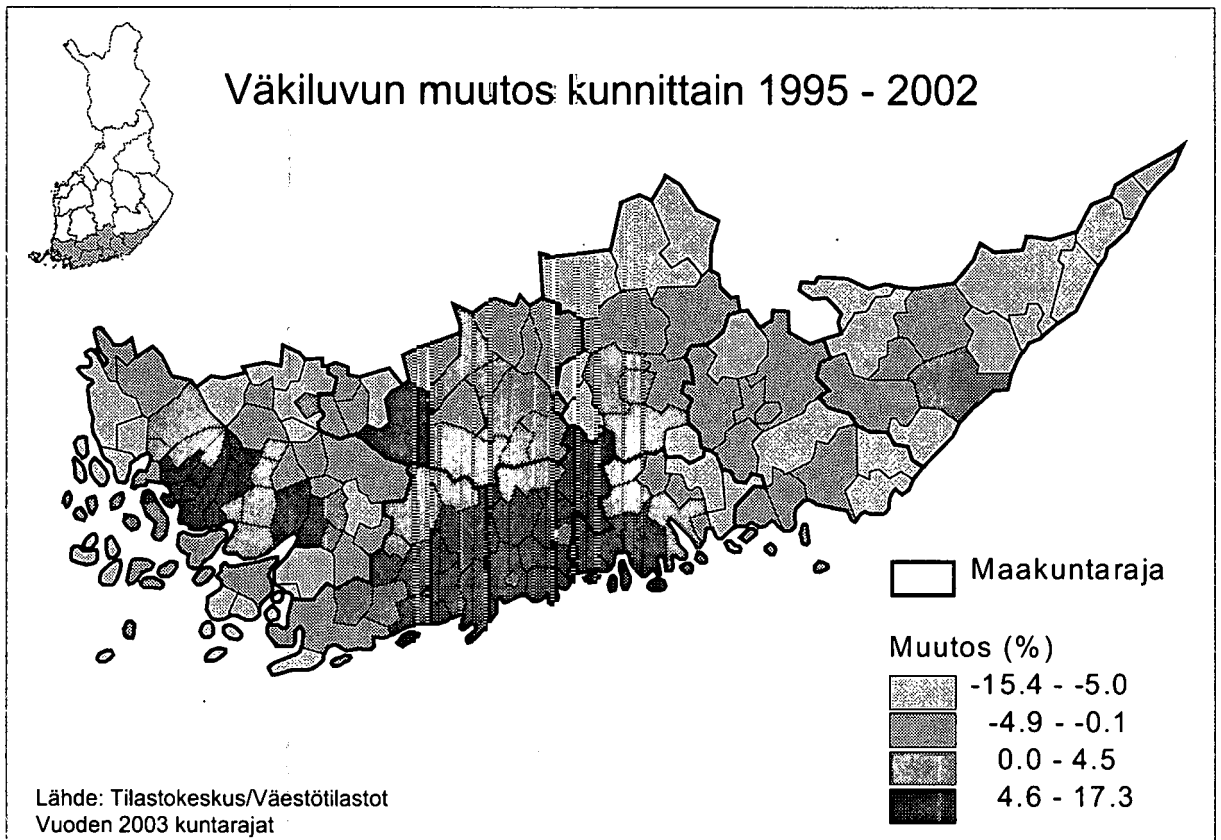 Väkiluvun muutos kunnittain 1995 - 2002
Maakuntaraja
Muutos (%)
-15.4 - -5.0
-4.9 - -0.1
0.0 - 4.5
4.6 - 17.3
Lähde: Tilastokeskus/Väestötilastot
Vuoden 2003 kuntarajat